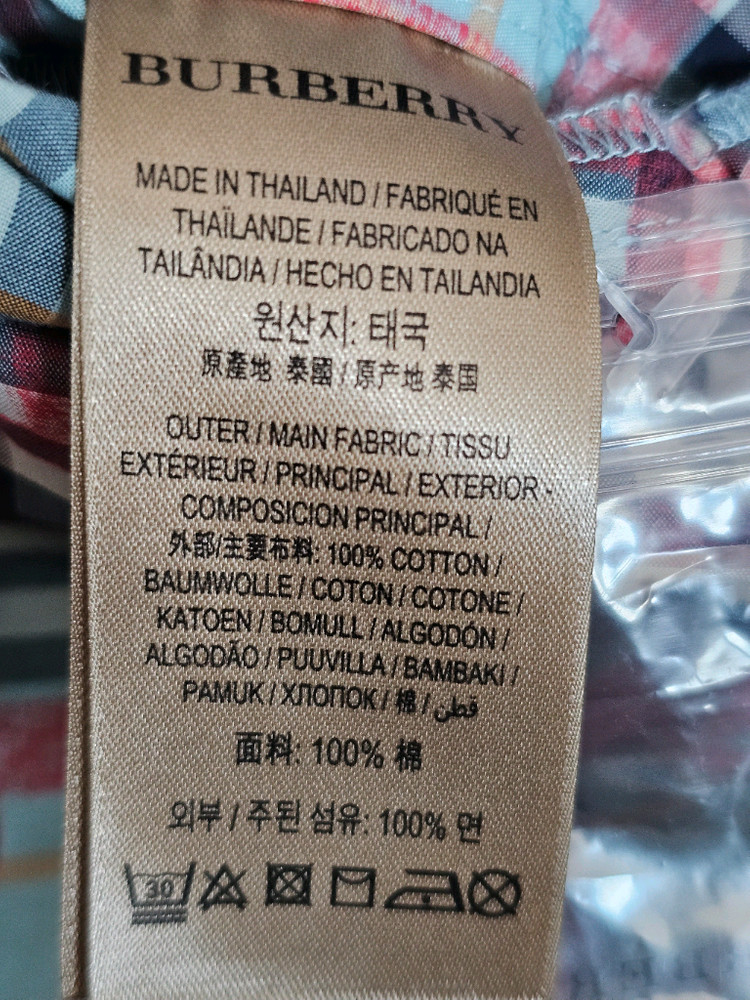 BURBERRY
MADE IN THAILAND / FABRIQUÉ EN
THAÏLANDE / FABRICADO NA
TAILÂNDIA / HECHO EN TAILANDIA
원산지: 태국
原產地 泰國 / 原产地 泰国
OUTER / MAIN FABRIC / TISSU
EXTÉRIEUR / PRINCIPAL / EXTERIOR -
COMPOSICION PRINCIPAL /
外部/主要布料: 100% COTTON /
BAUMWOLLE / COTON / COTONE /
KATOEN / BOMULL / ALGODÓN /
ALGODÃO / PUUVILLA / BAMBAKI /
PAMUK / ХЛОПОК / 棉 / قطن
面料: 100% 棉
외부 / 주된 섬유: 100% 면
30